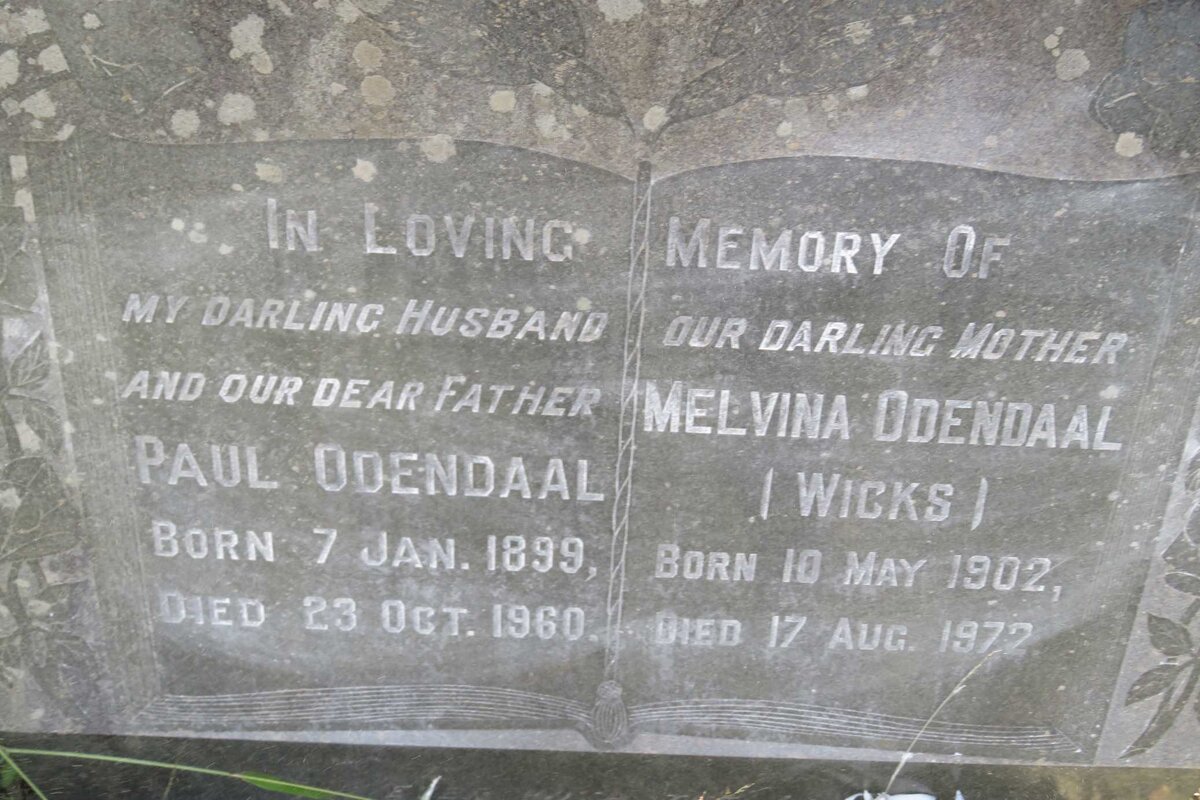 IN LOVING
MY DARLING HUSBAND
AND OUR DEAR FATHER
PAUL ODENDAAL
BORN 7 JAN. 1899,
DIED 23 OCT. 1960.
MEMORY OF
OUR DARLING MOTHER
MELVINA ODENDAAL
(WICKS)
BORN 10 MAY 1902,
DIED 17 AUG. 1972